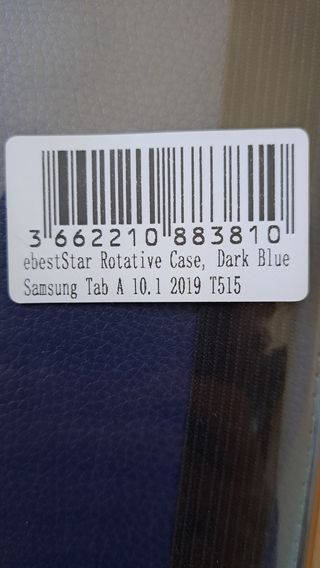 3 662210 883810
ebestStar Rotative Case, Dark Blue
Samsung Tab A 10.1 2019 T515